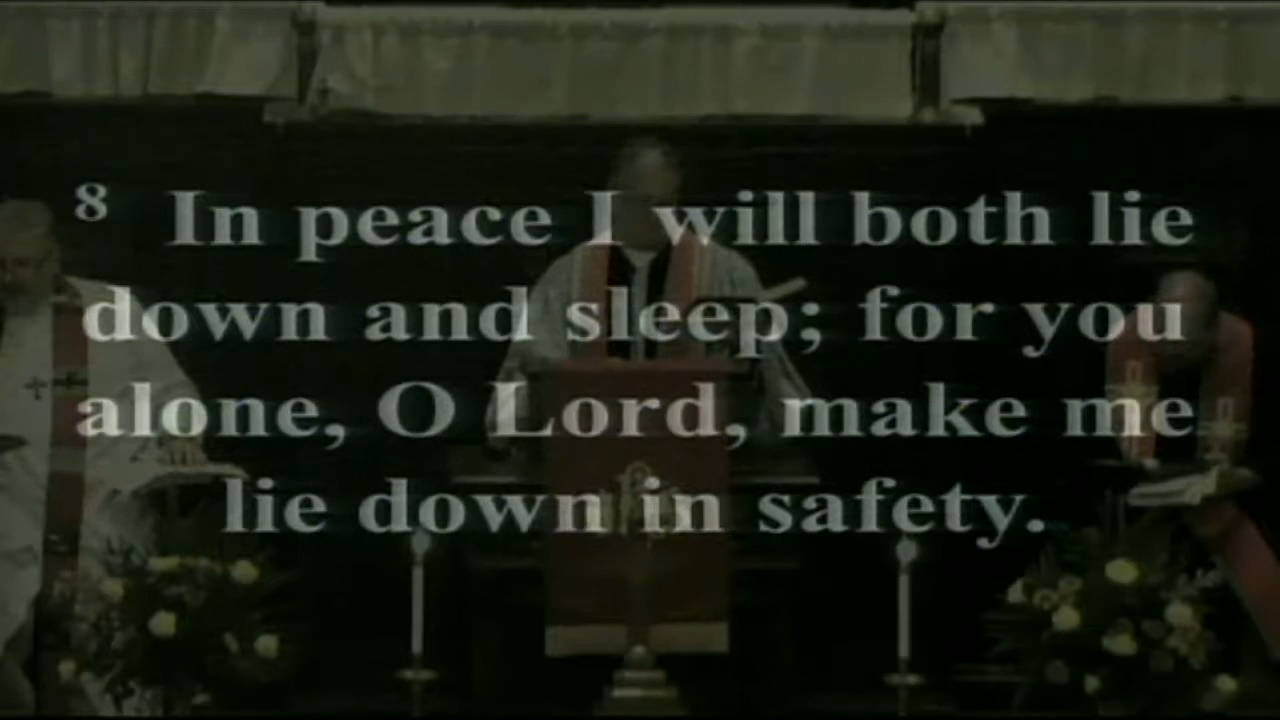 8 In peace I will both lie
down and sleep; for you
alone, O Lord, make me
lie down in safety.